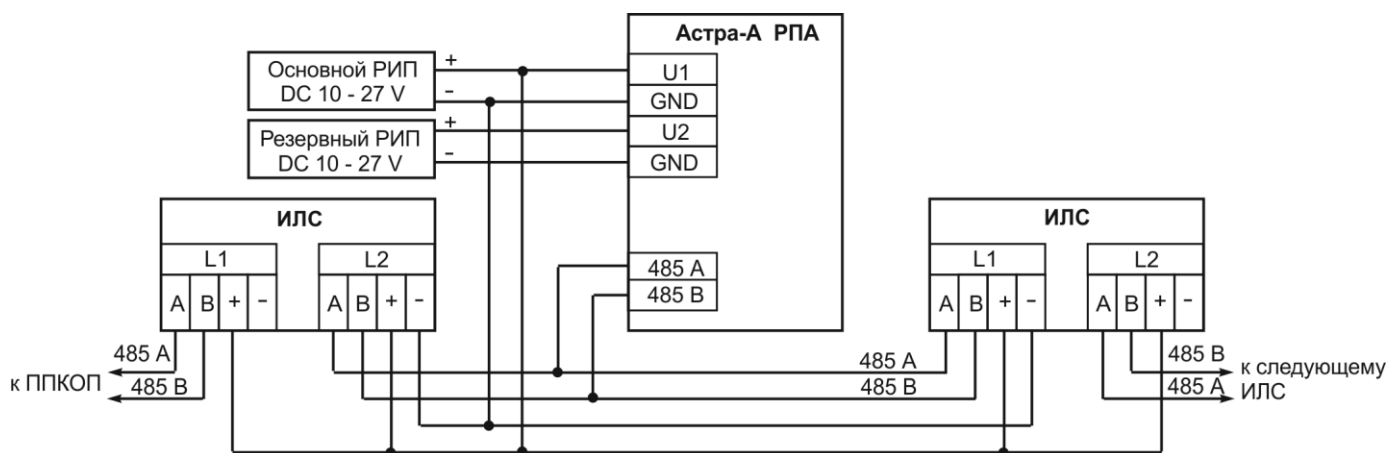 Астра-А РПА
Основной РИП
DC 10 - 27 V
+
-
Резервный РИП
DC 10 - 27 V
+
-
U1
GND
U2
GND
485 A
485 B
ИЛС
L1
L2
A B + -
A B + -
ИЛС
L1
L2
A B + -
A B + -
485 A
к ППКОП
485 B
485 A
485 B
485 B
к следующему
485 A
ИЛС